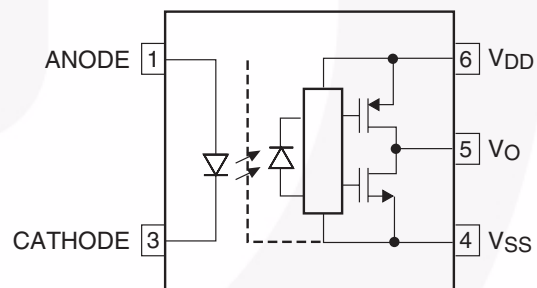 ANODE 1
6 VDD
5 VO
CATHODE 3
4 VSS